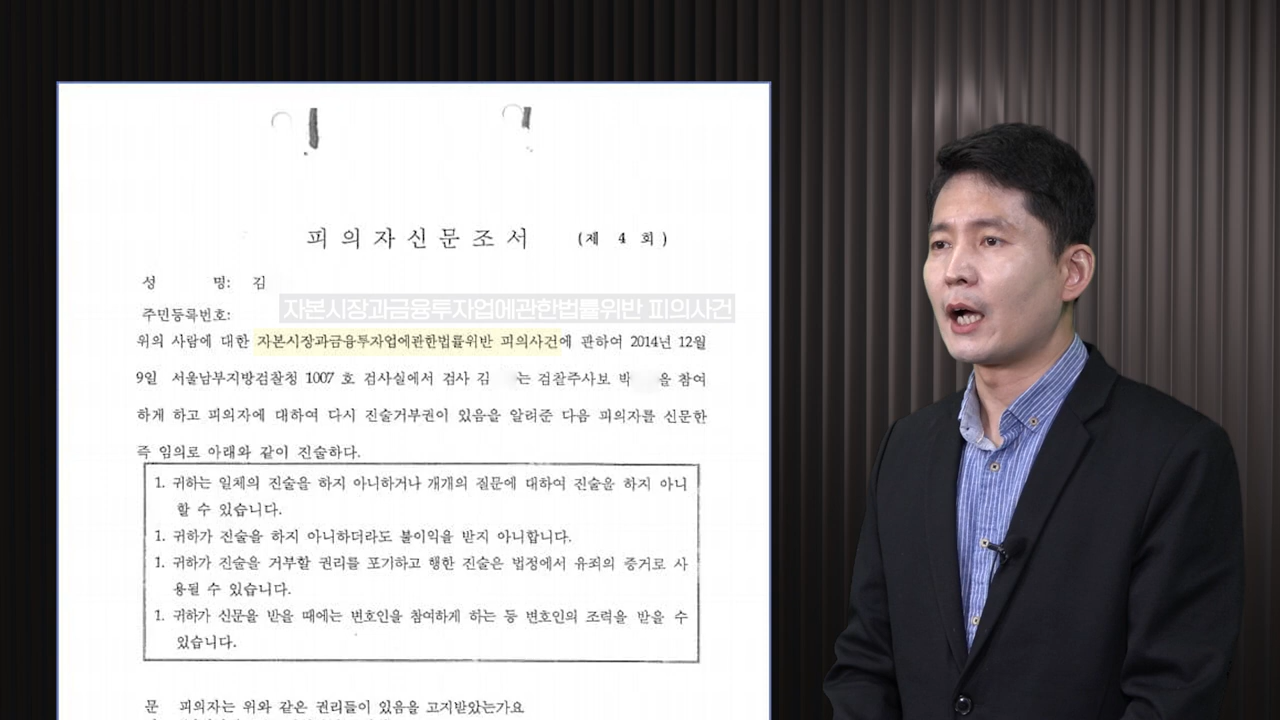 피의자신문조서 (제 4 회)
성 명: 김
자본시장과금융투자업에관한법률위반 피의사건
주민등록번호:
위의 사람에 대한 자본시장과금융투자업에관한법률위반 피의사건에 관하여 2014년 12월
9일 서울남부지방검찰청 1007 호 검사실에서 검사 김 는 검찰주사보 박 을 참여
하게 하고 피의자에 대하여 다시 진술거부권이 있음을 알려준 다음 피의자를 신문한
즉 임의로 아래와 같이 진술하다.
1. 귀하는 일체의 진술을 하지 아니하거나 개개의 질문에 대하여 진술을 하지 아니
할 수 있습니다.
1. 귀하가 진술을 하지 아니하더라도 불이익을 받지 아니합니다.
1. 귀하가 진술을 거부할 권리를 포기하고 행한 진술은 법정에서 유죄의 증거로 사
용될 수 있습니다.
1. 귀하가 신문을 받을 때에는 변호인을 참여하게 하는 등 변호인의 조력을 받을 수
있습니다.
문 피의자는 위와 같은 권리들이 있음을 고지받았는가요